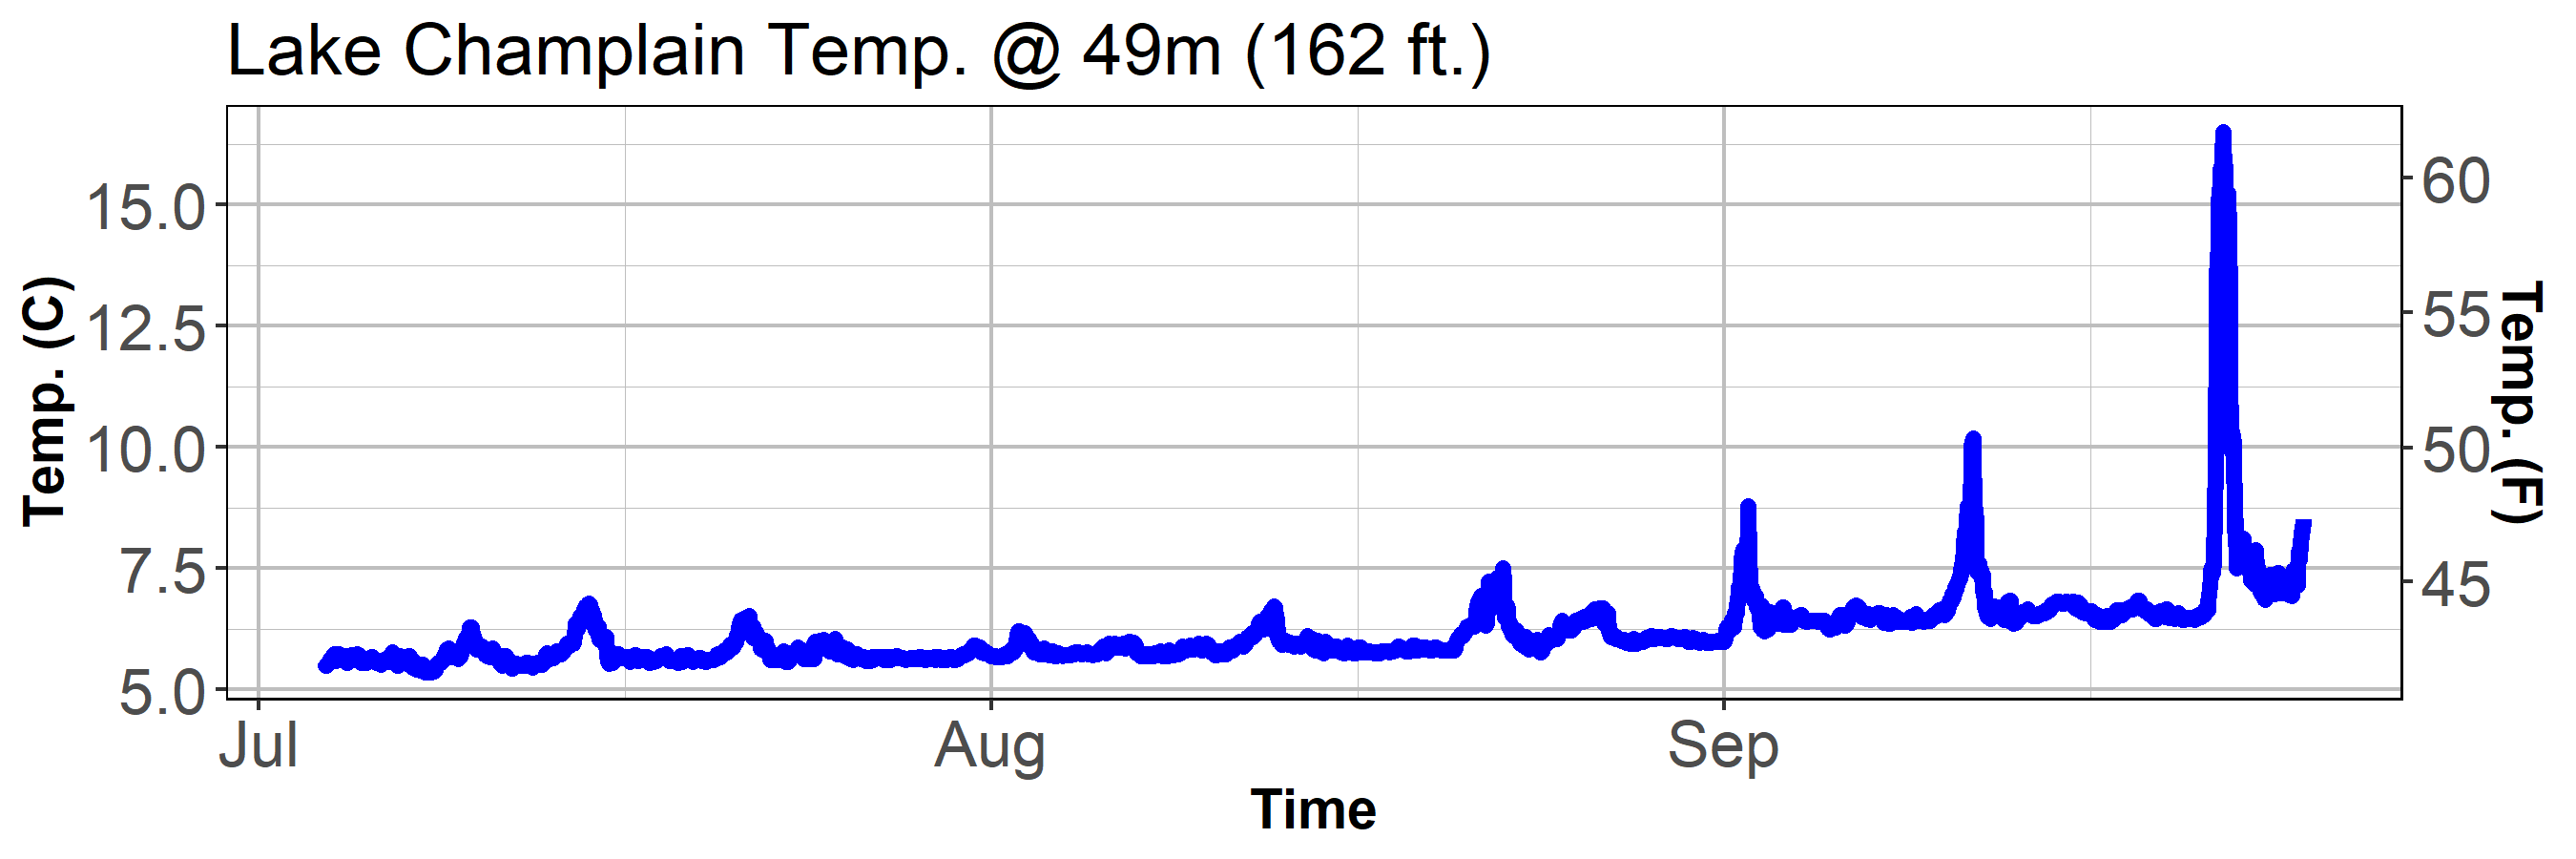 Lake Champlain Temp. @ 49m (162 ft.)
Temp. (C)
15.0
12.5
10.0
7.5
5.0
60
55
50
45
Temp. (F)
Jul Aug Sep
Time